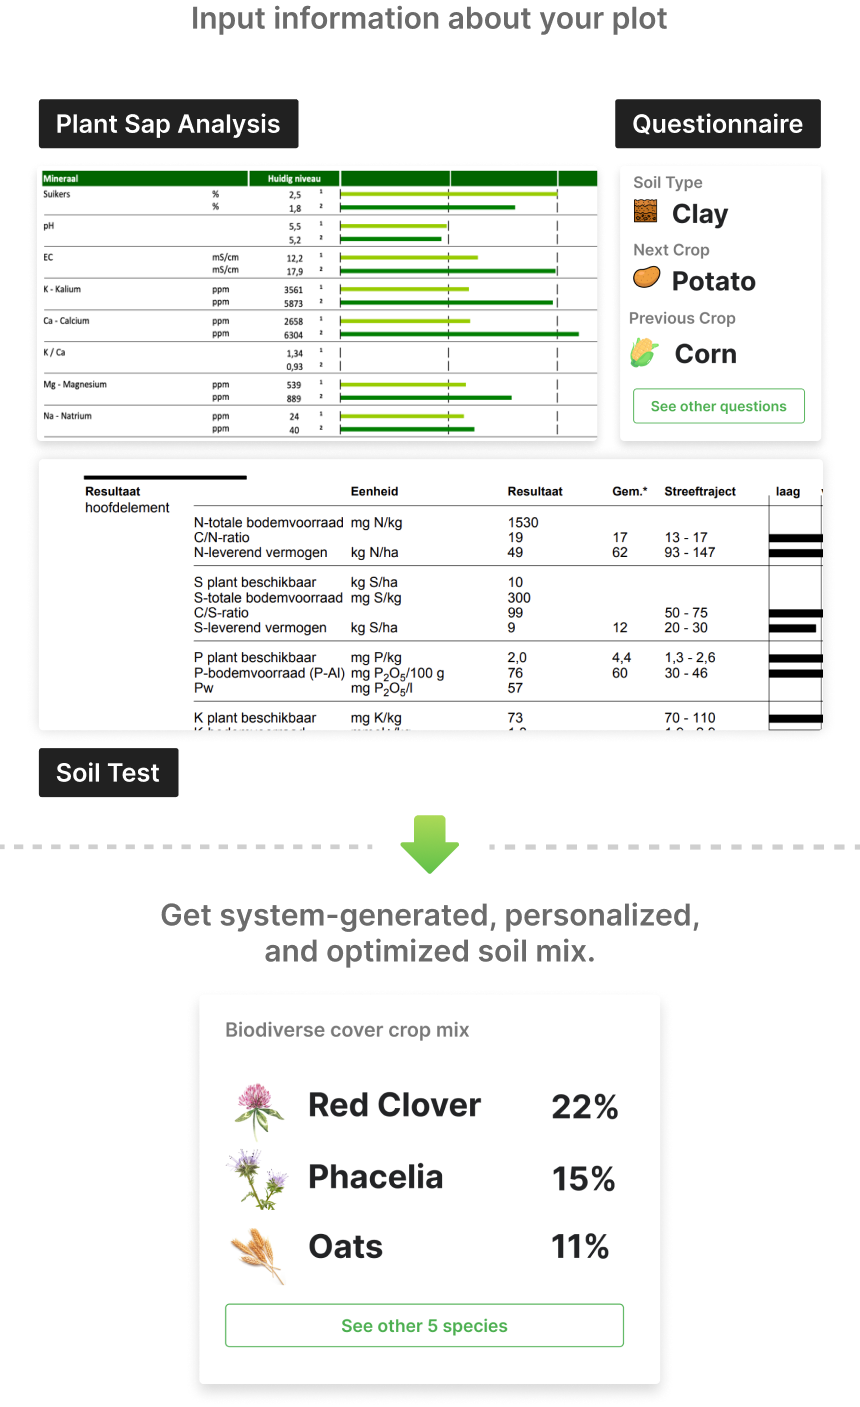 Input information about your plot
Plant Sap Analysis
Questionnaire
Mineraal Huidig niveau
Suikers % 2,5 1
% 1,8 2
pH 5,5 1
5,2 2
EC mS/cm 12,2 1
mS/cm 17,9 2
K - Kalium ppm 3561 1
ppm 5873 2
Ca - Calcium ppm 2658 1
ppm 6304 2
K / Ca 1,34 1
0,93 2
Mg - Magnesium ppm 539 1
ppm 889 2
Na - Natrium ppm 24 1
ppm 40 2
Soil Type
Clay
Next Crop
Potato
Previous Crop
Corn
See other questions
Resultaat Eenheid Resultaat Gem.* Streeftraject laag
hoofdelement
N-totale bodemvoorraad mg N/kg 1530
C/N-ratio 19 17 13 - 17
N-leverend vermogen kg N/ha 49 62 93 - 147
S plant beschikbaar kg S/ha 10
S-totale bodemvoorraad mg S/kg 300
C/S-ratio 99 50 - 75
S-leverend vermogen kg S/ha 9 12 20 - 30
P plant beschikbaar mg P/kg 2,0 4,4 1,3 - 2,6
P-bodemvoorraad (P-Al) mg P₂O₅/100 g 76 60 30 - 46
Pw mg P₂O₅/l 57
K plant beschikbaar mg K/kg 73 70 - 110
Soil Test
Get system-generated, personalized,
and optimized soil mix.
Biodiverse cover crop mix
Red Clover 22%
Phacelia 15%
Oats 11%
See other 5 species